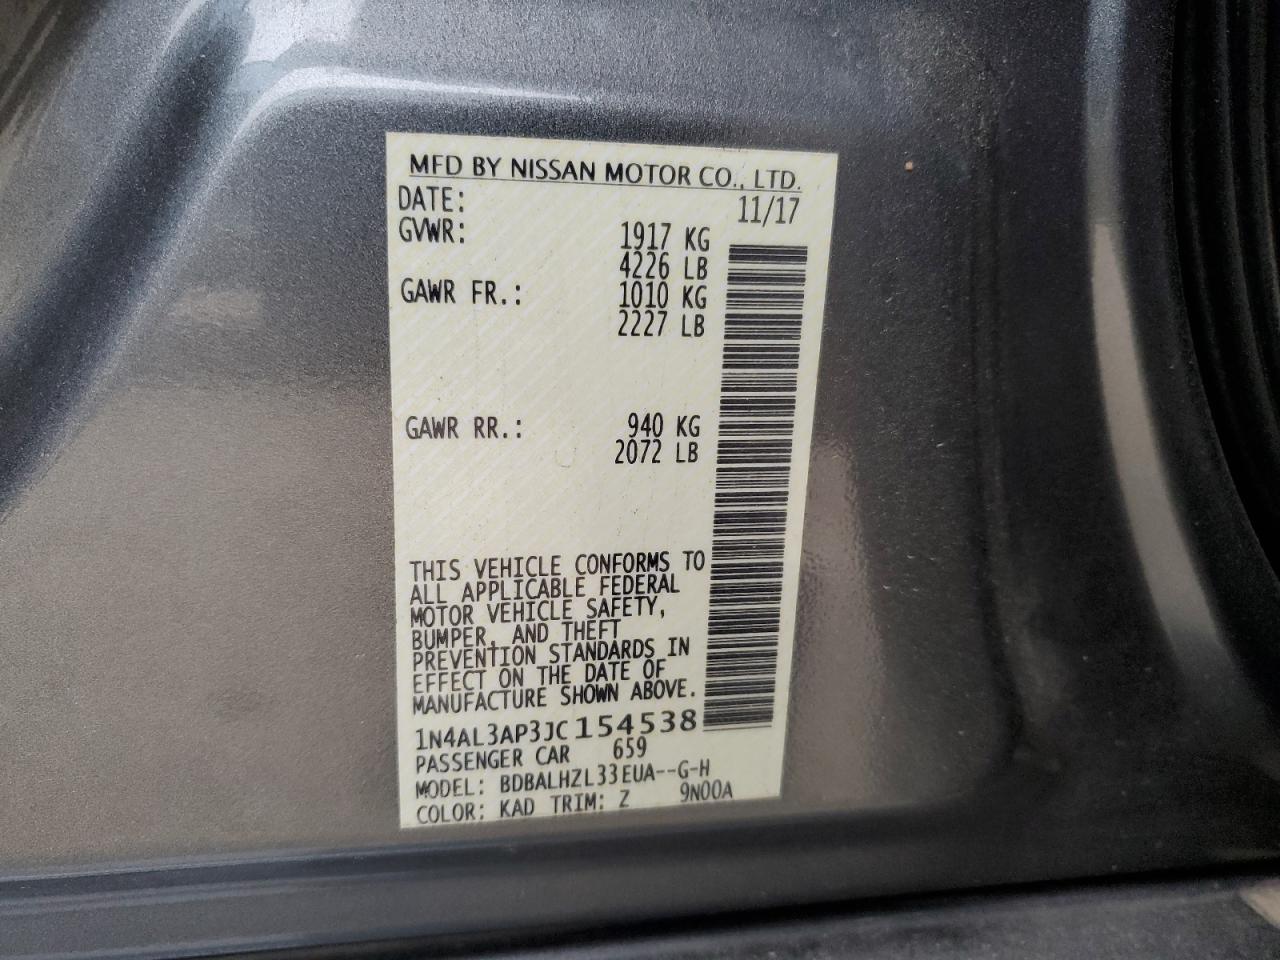 MFD BY NISSAN MOTOR CO., LTD.
DATE: 11/17
GVWR: 1917 KG
4226 LB
GAWR FR.: 1010 KG
2227 LB
GAWR RR.: 940 KG
2072 LB
THIS VEHICLE CONFORMS TO
ALL APPLICABLE FEDERAL
MOTOR VEHICLE SAFETY,
BUMPER, AND THEFT
PREVENTION STANDARDS IN
EFFECT ON THE DATE OF
MANUFACTURE SHOWN ABOVE.
1N4AL3AP3JC154538
PASSENGER CAR 659
MODEL: BDBALHZL33EUA--G-H
COLOR: KAD TRIM: Z 9N00A